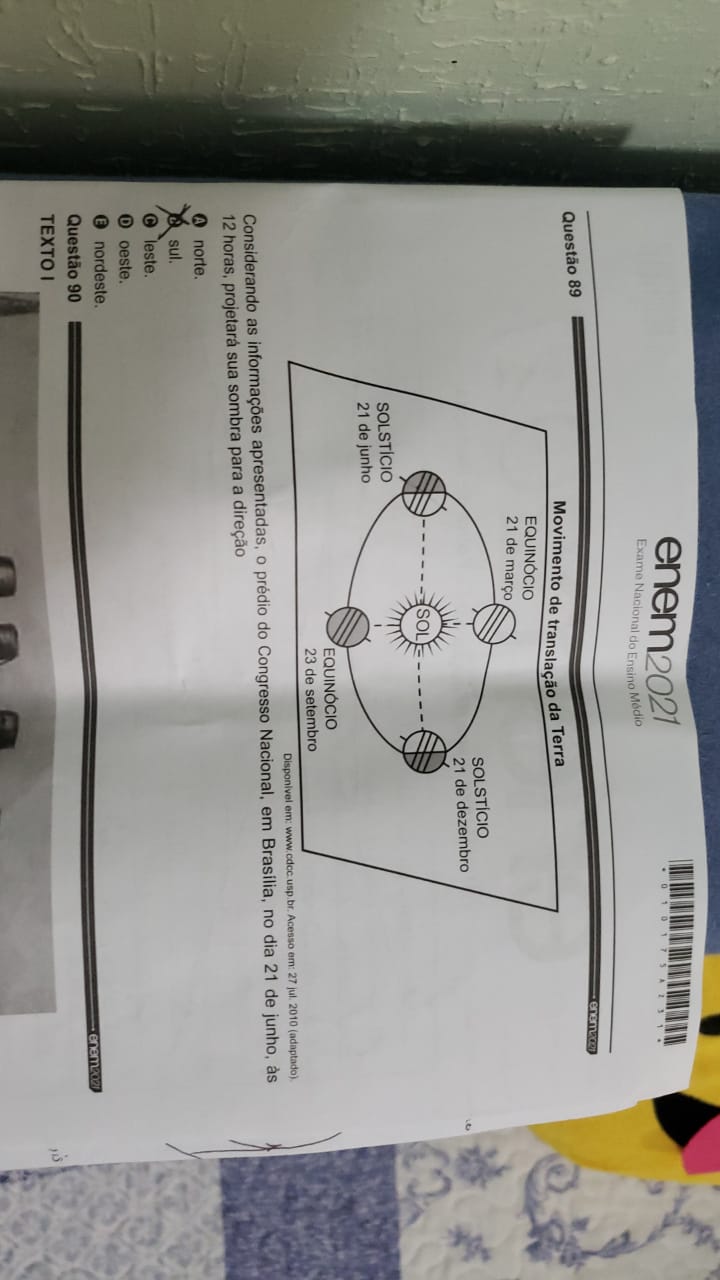 enem2021
Exame Nacional do Ensino Médio
*010175AZ31*
Questão 89
enem2021
Movimento de translação da Terra
EQUINÓCIO
21 de março
SOLSTÍCIO
21 de dezembro
SOL
SOLSTÍCIO
21 de junho
EQUINÓCIO
23 de setembro
Disponível em: www.cdcc.usp.br. Acesso em: 27 jul. 2010 (adaptado).
Considerando as informações apresentadas, o prédio do Congresso Nacional, em Brasília, no dia 21 de junho, às
12 horas, projetará sua sombra para a direção
A norte.
sul.
C leste.
D oeste.
E nordeste.
enem2021
Questão 90
TEXTO I